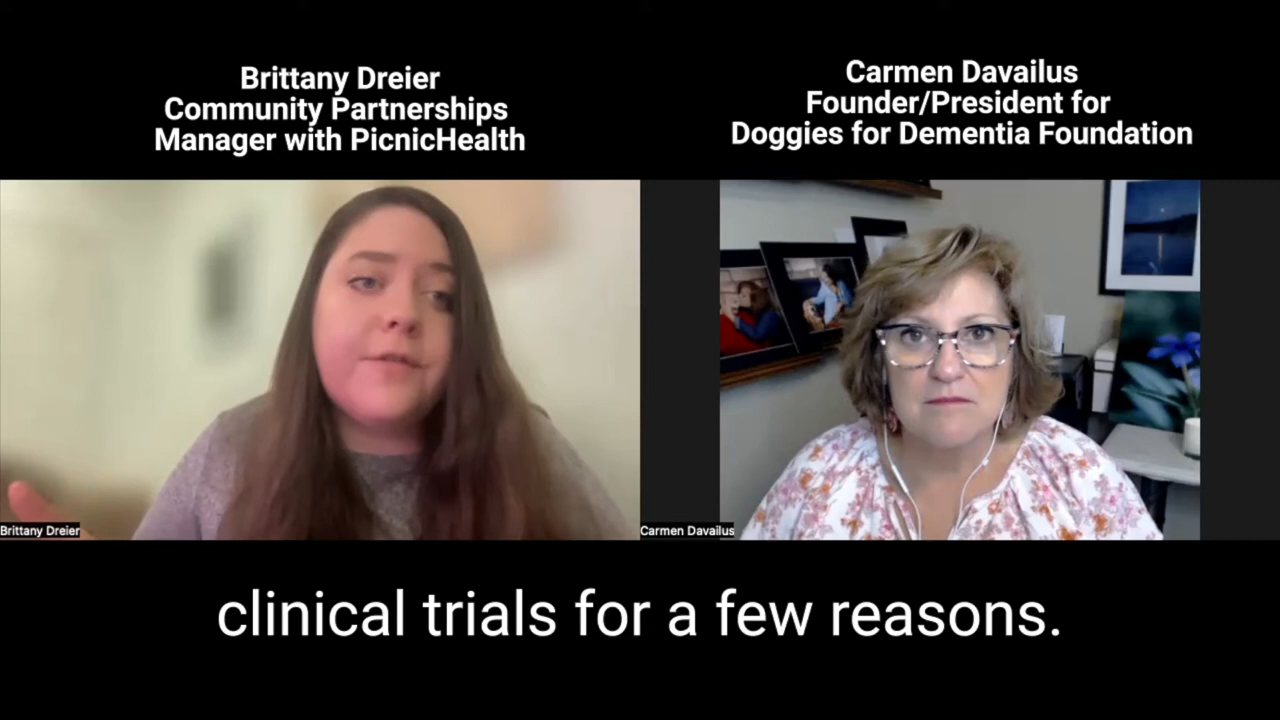 Brittany Dreier
Community Partnerships
Manager with PicnicHealth
Carmen Davailus
Founder/President for
Doggies for Dementia Foundation
Brittany Dreier
Carmen Davailus
clinical trials for a few reasons.